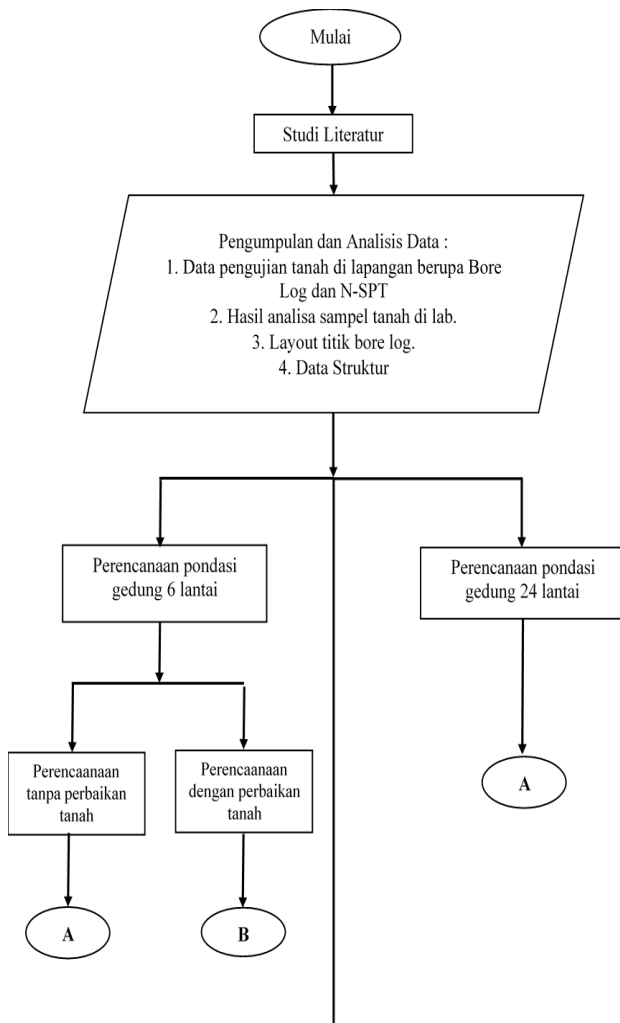 Mulai
Studi Literatur
Pengumpulan dan Analisis Data :
1. Data pengujian tanah di lapangan berupa Bore
Log dan N-SPT
2. Hasil analisa sampel tanah di lab.
3. Layout titik bore log.
4. Data Struktur
Perencanaan pondasi
gedung 6 lantai
Perencanaan pondasi
gedung 24 lantai
Perencaanaan
tanpa perbaikan
tanah
Perencaanaan
dengan perbaikan
tanah
A
A
B